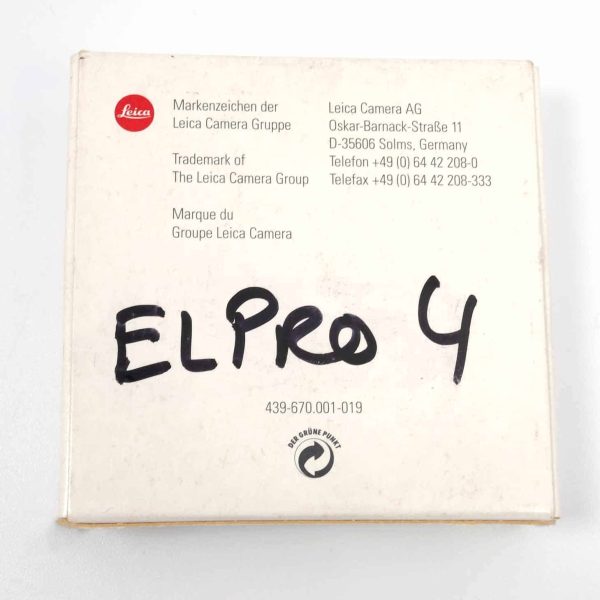 Leica
Markenzeichen der
Leica Camera Gruppe
Trademark of
The Leica Camera Group
Marque du
Groupe Leica Camera
Leica Camera AG
Oskar-Barnack-Straße 11
D-35606 Solms, Germany
Telefon +49 (0) 64 42 208-0
Telefax +49 (0) 64 42 208-333
ELPRO 4
439-670.001-019
DER GRÜNE PUNKT